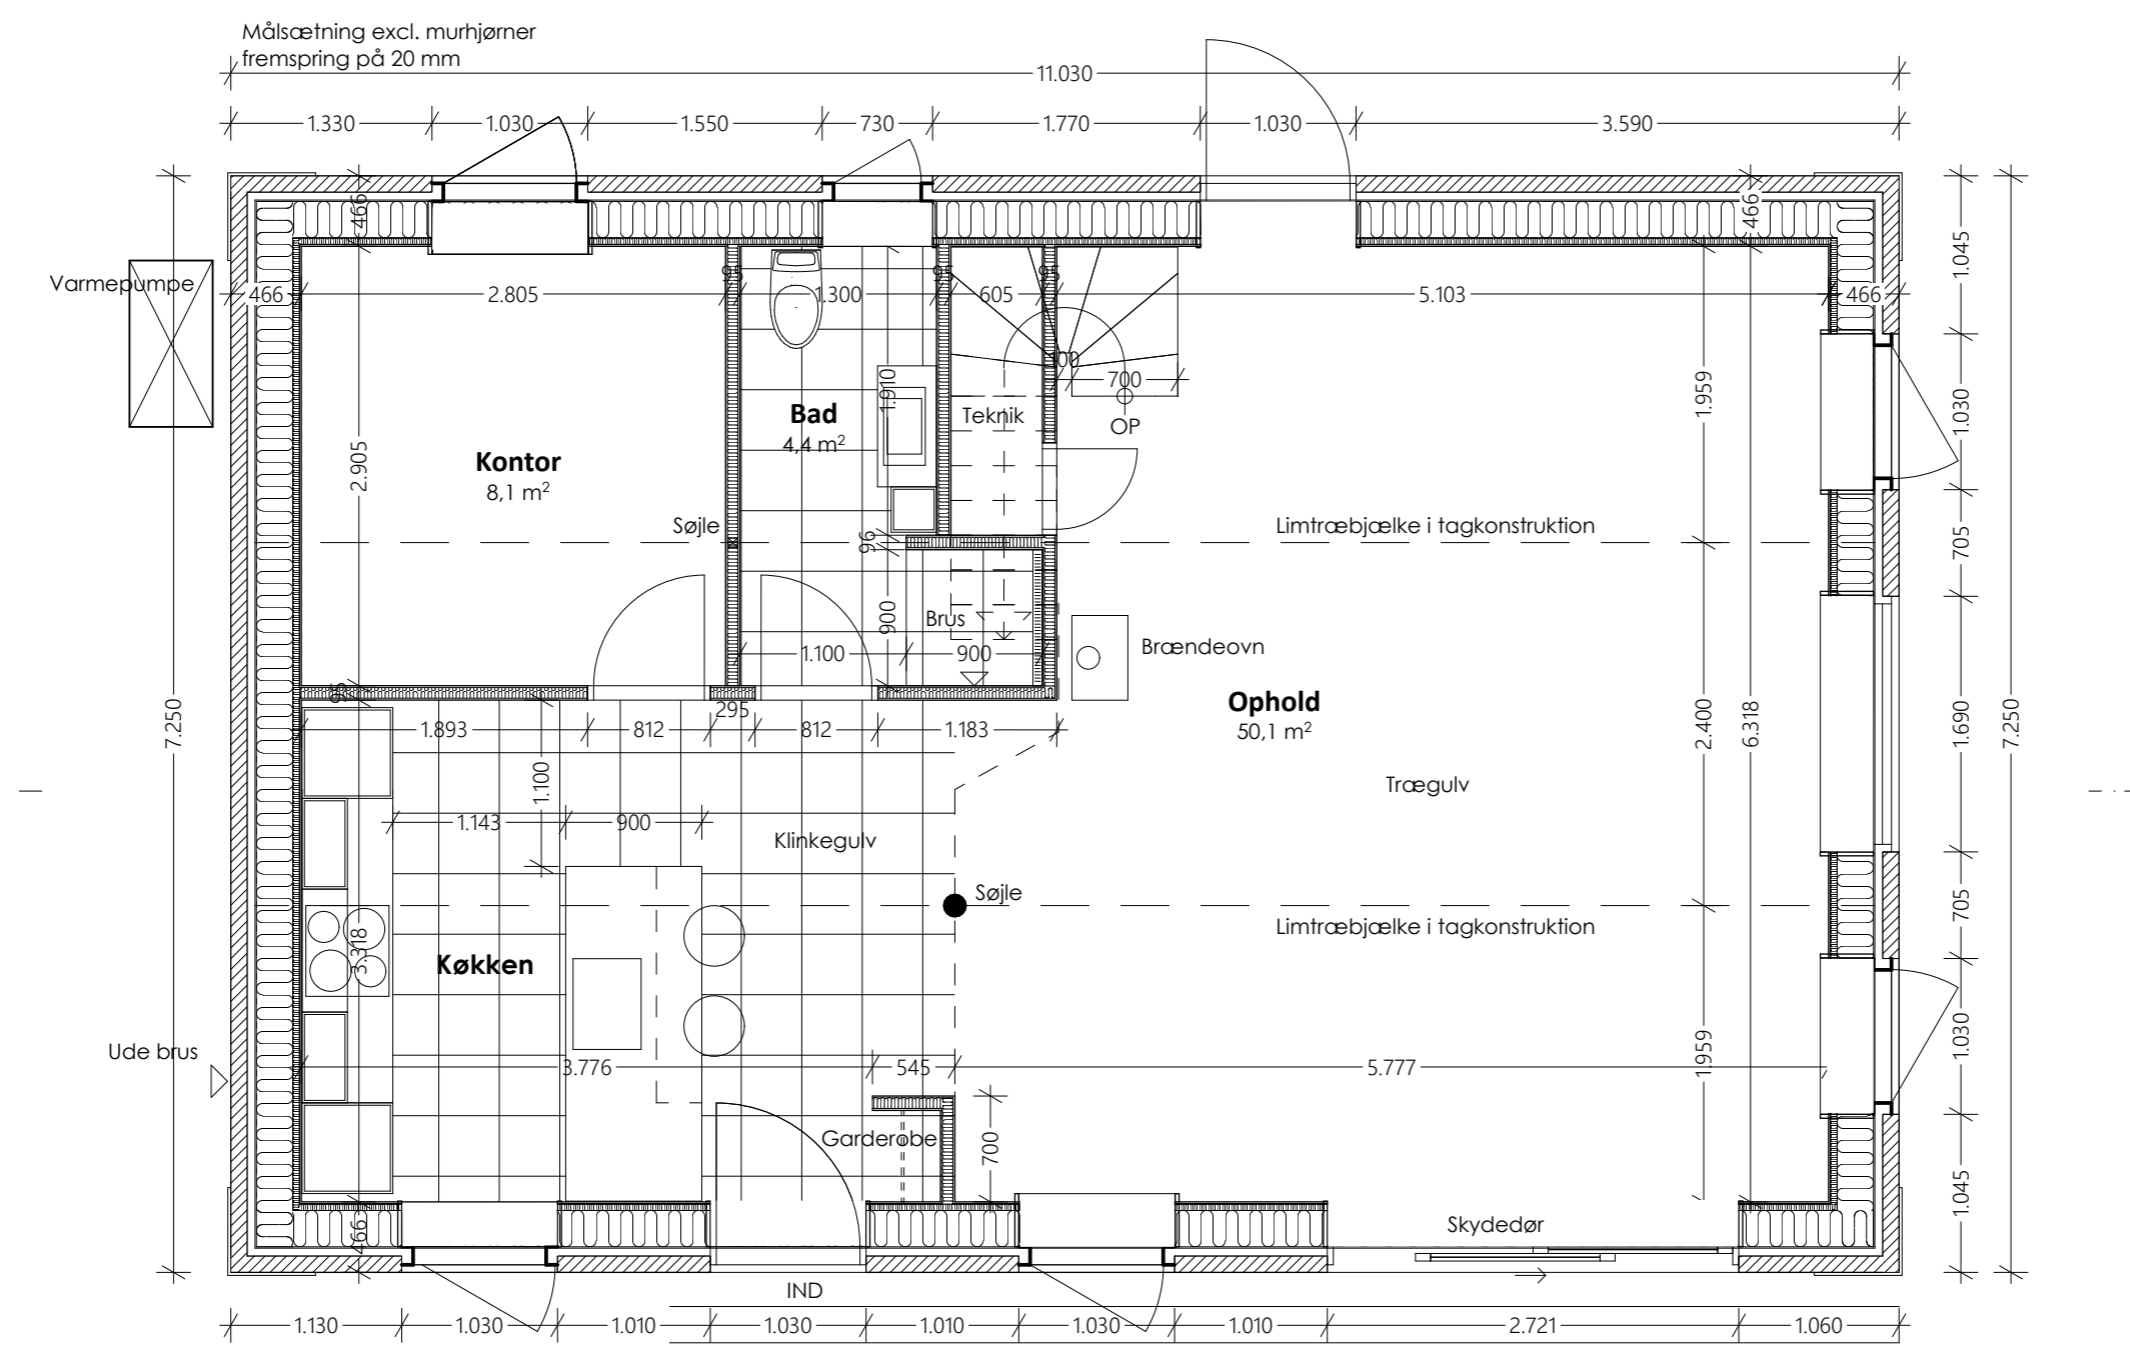 Målsætning excl. murhjørner
fremspring på 20 mm
11.030
1.330
1.030
1.550
730
1.770
1.030
3.590
466
466
Varmepumpe
466
2.805
95
1.300
95
605
95
5.103
466
1.045
100
700
1.910
Teknik
OP
1.959
1.030
Bad
4,4 m²
2.905
Kontor
8,1 m²
Søjle
96
Limtræbjælke i tagkonstruktion
705
Brus
900
1.100
900
Brændeovn
95
295
Ophold
50,1 m²
7.250
1.893
812
812
1.183
2.400
6.318
1.690
7.250
1.100
Trægulv
1.143
900
Klinkegulv
Søjle
Limtræbjælke i tagkonstruktion
705
3.318
Køkken
Ude brus
3.776
545
5.777
1.959
1.030
Garderobe
700
1.045
466
Skydedør
IND
1.130
1.030
1.010
1.030
1.010
1.030
1.010
2.721
1.060